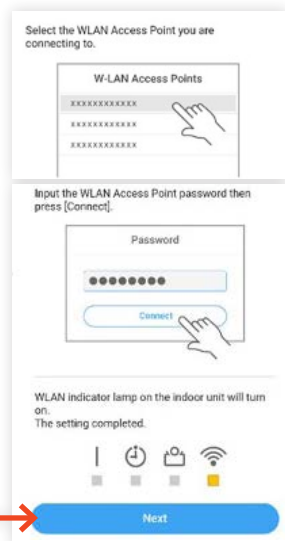 Select the WLAN Access Point you are
connecting to.
W-LAN Access Points
xxxxxxxxxxxx
xxxxxxxxxxxx
xxxxxxxxxxxx
Input the WLAN Access Point password then
press [Connect].
Password
●●●●●●●●
Connect
WLAN indicator lamp on the indoor unit will turn
on.
The setting completed.
Next